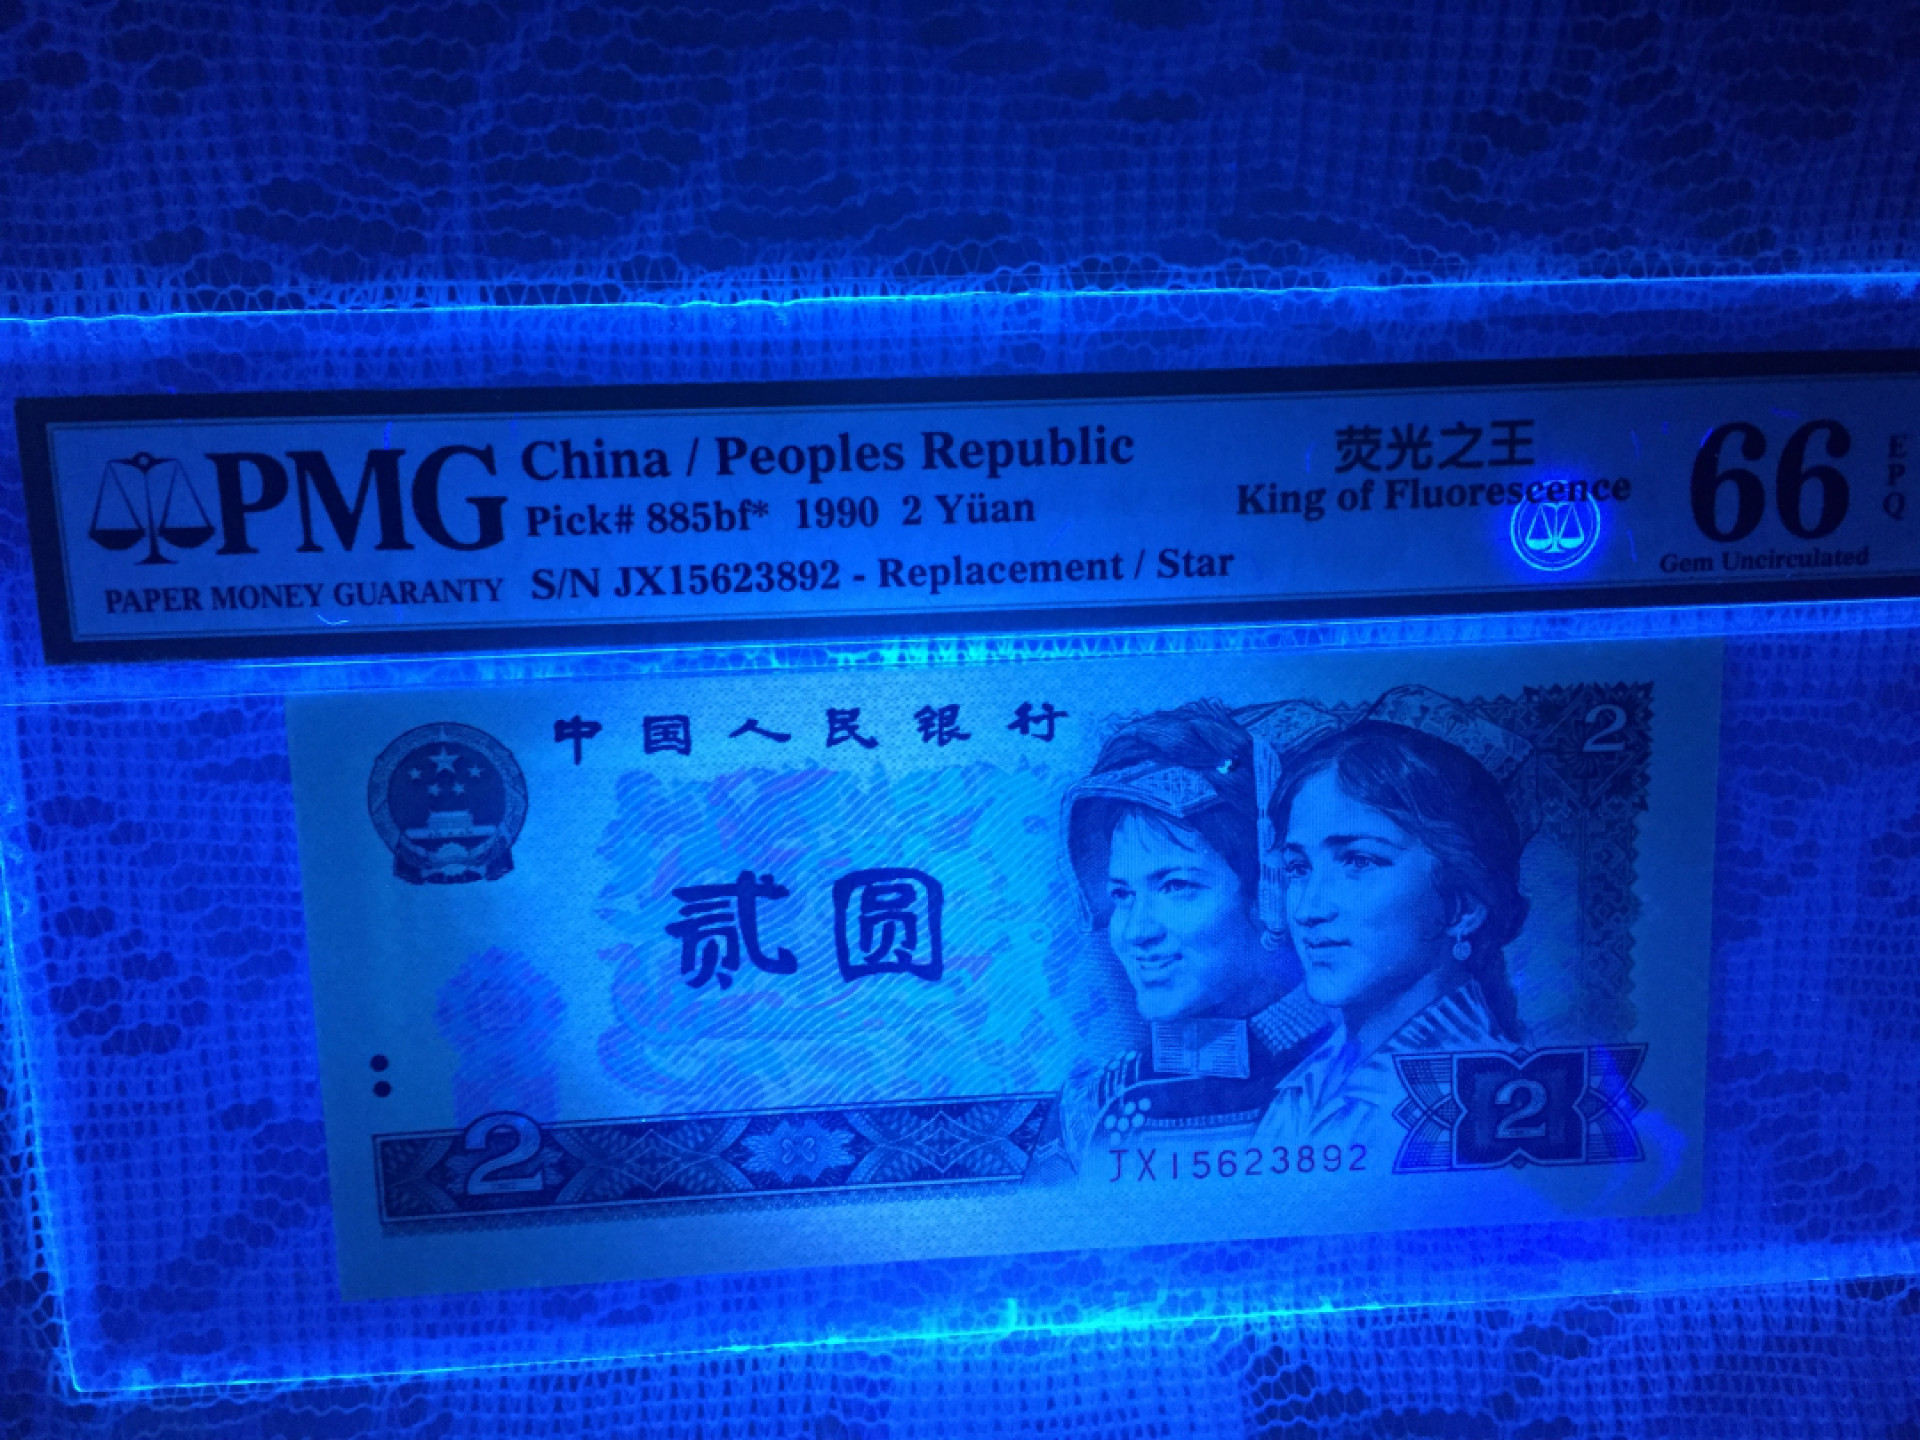 PMG
PAPER MONEY GUARANTY
China / Peoples Republic
Pick# 885bf* 1990 2 Yüan
S/N JX15623892 - Replacement / Star
荧光之王
King of Fluorescence
66
EPQ
Gem Uncirculated
中国人民银行
2
贰圆
2
2
JX15623892